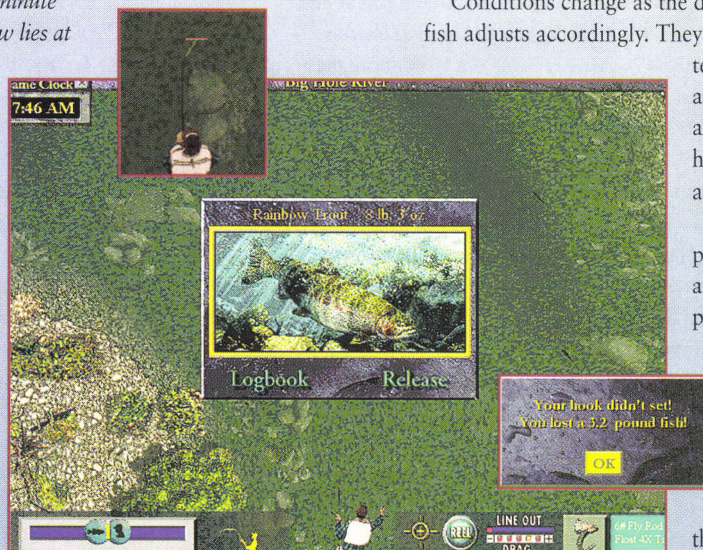 minute
w lies at
Conditions change as the d
fish adjusts accordingly. They
te
a
a
h
a
p
a
p
th
ame Clock
7:46 AM
Big Hole River
Rainbow Trout 8 lb. 3 oz
Logbook
Release
Your hook didn't set!
You lost a 3.2 pound fish!
OK
REEL
LINE OUT
DRAG
6# Fly Rod
Float 4X T